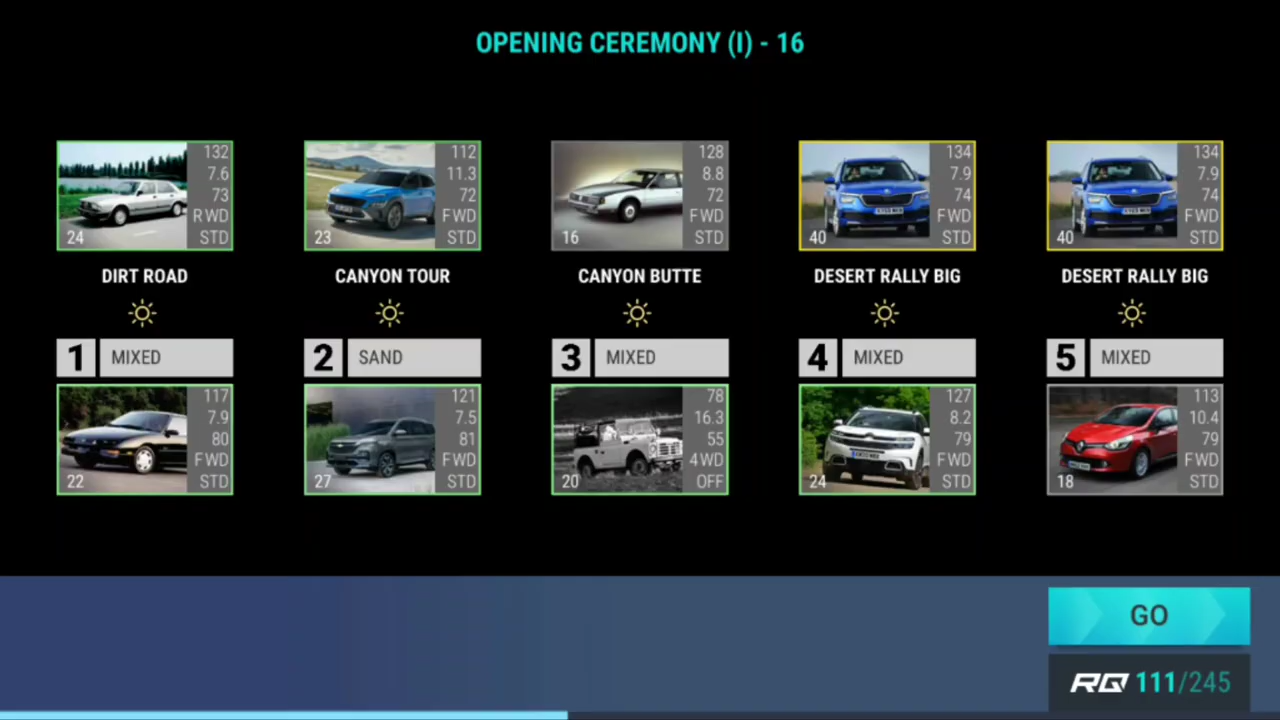 OPENING CEREMONY (I) - 16
132
7.6
73
RWD
STD
24
112
11.3
72
FWD
STD
23
128
8.8
72
FWD
STD
16
134
7.9
74
FWD
STD
40
134
7.9
74
FWD
STD
40
DIRT ROAD
CANYON TOUR
CANYON BUTTE
DESERT RALLY BIG
DESERT RALLY BIG
1 MIXED
2 SAND
3 MIXED
4 MIXED
5 MIXED
117
7.9
80
FWD
STD
22
121
7.5
81
FWD
STD
27
78
16.3
55
4WD
OFF
20
127
8.2
79
FWD
STD
24
113
10.4
79
FWD
STD
18
GO
RQ 111/245